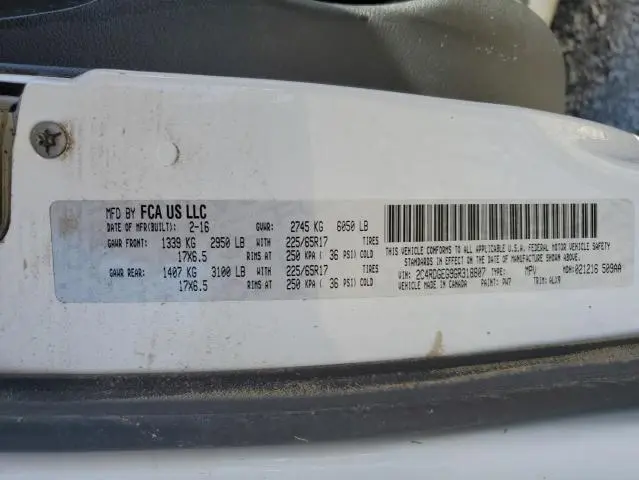 MFD BY FCA US LLC
DATE OF MFR(BUILT): 2-16 GVWR: 2745 KG 6050 LB
GAWR FRONT: 1339 KG 2950 LB WITH 225/65R17 TIRES
17X6.5 RIMS AT 250 KPA ( 36 PSI) COLD
GAWR REAR: 1407 KG 3100 LB WITH 225/65R17 TIRES
17X6.5 RIMS AT 250 KPA ( 36 PSI) COLD
THIS VEHICLE CONFORMS TO ALL APPLICABLE U.S.A. FEDERAL MOTOR VEHICLE SAFETY
STANDARDS IN EFFECT ON THE DATE OF MANUFACTURE SHOWN ABOVE
VIN: 2C4RDGEG9GR318807 TYPE: MPV MDH: 021216 509AA
VEHICLE MADE IN CANADA PAINT: PW7 TRIM: ALX9